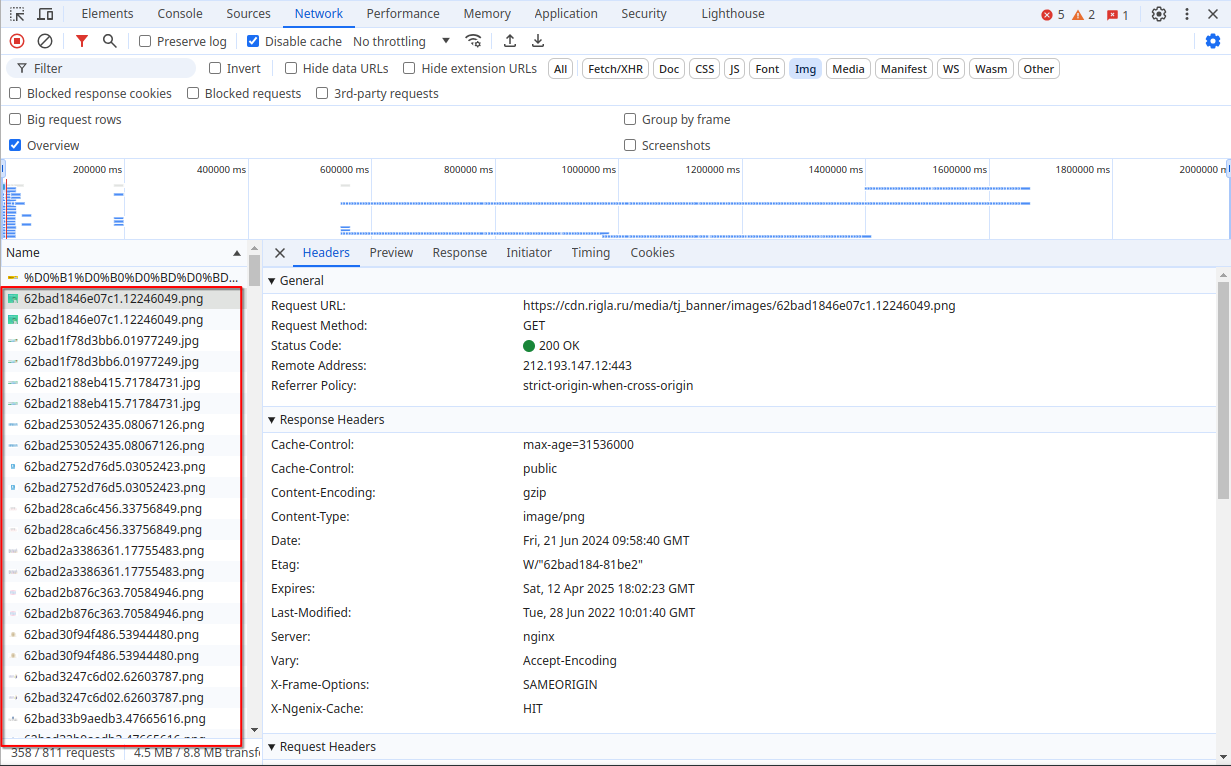 Elements Console Sources Network Performance Memory Application Security Lighthouse 5 2 1
Preserve log Disable cache No throttling
Filter Invert Hide data URLs Hide extension URLs All Fetch/XHR Doc CSS JS Font Img Media Manifest WS Wasm Other
Blocked response cookies Blocked requests 3rd-party requests
Big request rows Group by frame
Overview Screenshots
200000 ms 400000 ms 600000 ms 800000 ms 1000000 ms 1200000 ms 1400000 ms 1600000 ms 1800000 ms
Name
%D0%B1%D0%B0%D0%BD%D0%BD%D0%BD...
62bad1846e07c1.12246049.png
62bad1846e07c1.12246049.png
62bad1f78d3bb6.01977249.jpg
62bad1f78d3bb6.01977249.jpg
62bad2188eb415.71784731.jpg
62bad2188eb415.71784731.jpg
62bad253052435.08067126.png
62bad253052435.08067126.png
62bad2752d76d5.03052423.png
62bad2752d76d5.03052423.png
62bad28ca6c456.33756849.png
62bad28ca6c456.33756849.png
62bad2a3386361.17755483.png
62bad2a3386361.17755483.png
62bad2b876c363.70584946.png
62bad2b876c363.70584946.png
62bad30f94f486.53944480.png
62bad30f94f486.53944480.png
62bad3247c6d02.62603787.png
62bad3247c6d02.62603787.png
62bad33b9aedb3.47665616.png
358 / 811 requests 4.5 MB / 8.8 MB transfe
Headers Preview Response Initiator Timing Cookies
General
Request URL: https://cdn.rigla.ru/media/tj_banner/images/62bad1846e07c1.12246049.png
Request Method: GET
Status Code: 200 OK
Remote Address: 212.193.147.12:443
Referrer Policy: strict-origin-when-cross-origin
Response Headers
Cache-Control: max-age=31536000
Cache-Control: public
Content-Encoding: gzip
Content-Type: image/png
Date: Fri, 21 Jun 2024 09:58:40 GMT
Etag: W/"62bad184-81be2"
Expires: Sat, 12 Apr 2025 18:02:23 GMT
Last-Modified: Tue, 28 Jun 2022 10:01:40 GMT
Server: nginx
Vary: Accept-Encoding
X-Frame-Options: SAMEORIGIN
X-Ngenix-Cache: HIT
Request Headers